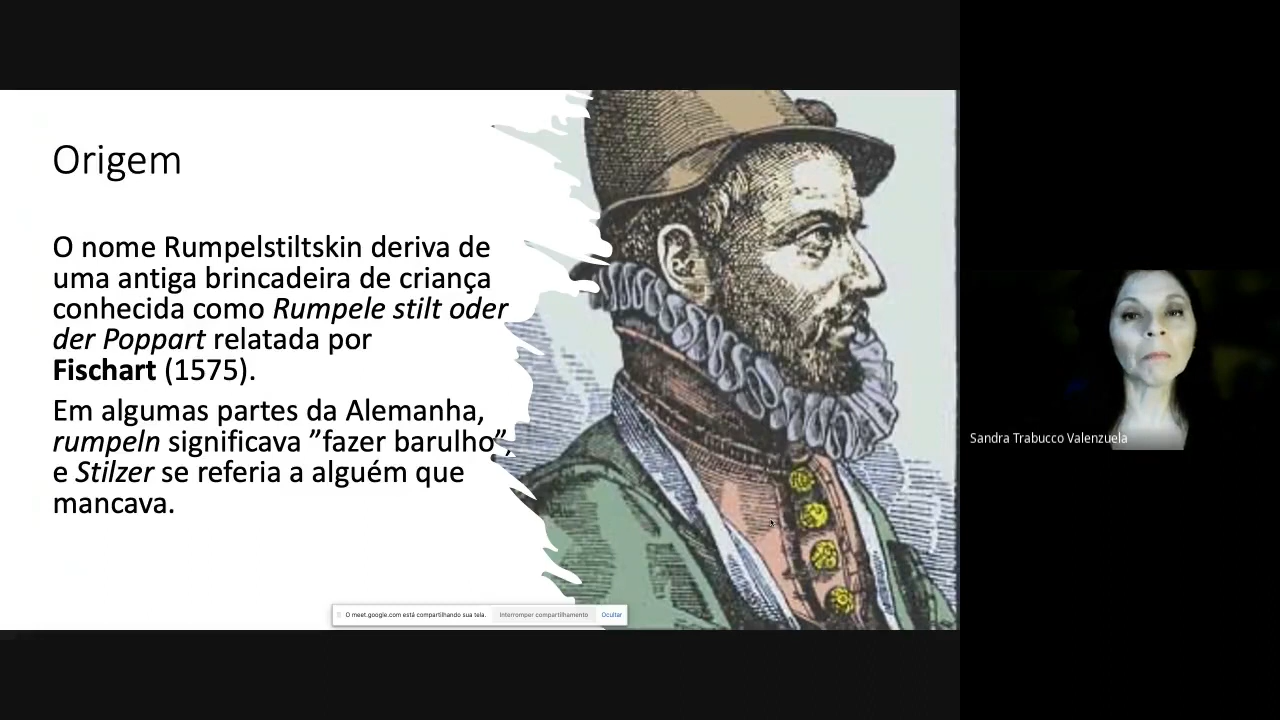 Origem
O nome Rumpelstiltskin deriva de
uma antiga brincadeira de criança
conhecida como Rumpele stilt oder
der Poppart relatada por
Fischart (1575).
Em algumas partes da Alemanha,
rumpeln significava ”fazer barulho”,
e Stilzer se referia a alguém que
mancava.
Sandra Trabucco Valenzuela
O meet.google.com está compartilhando sua tela. Interromper compartilhamento Ocultar